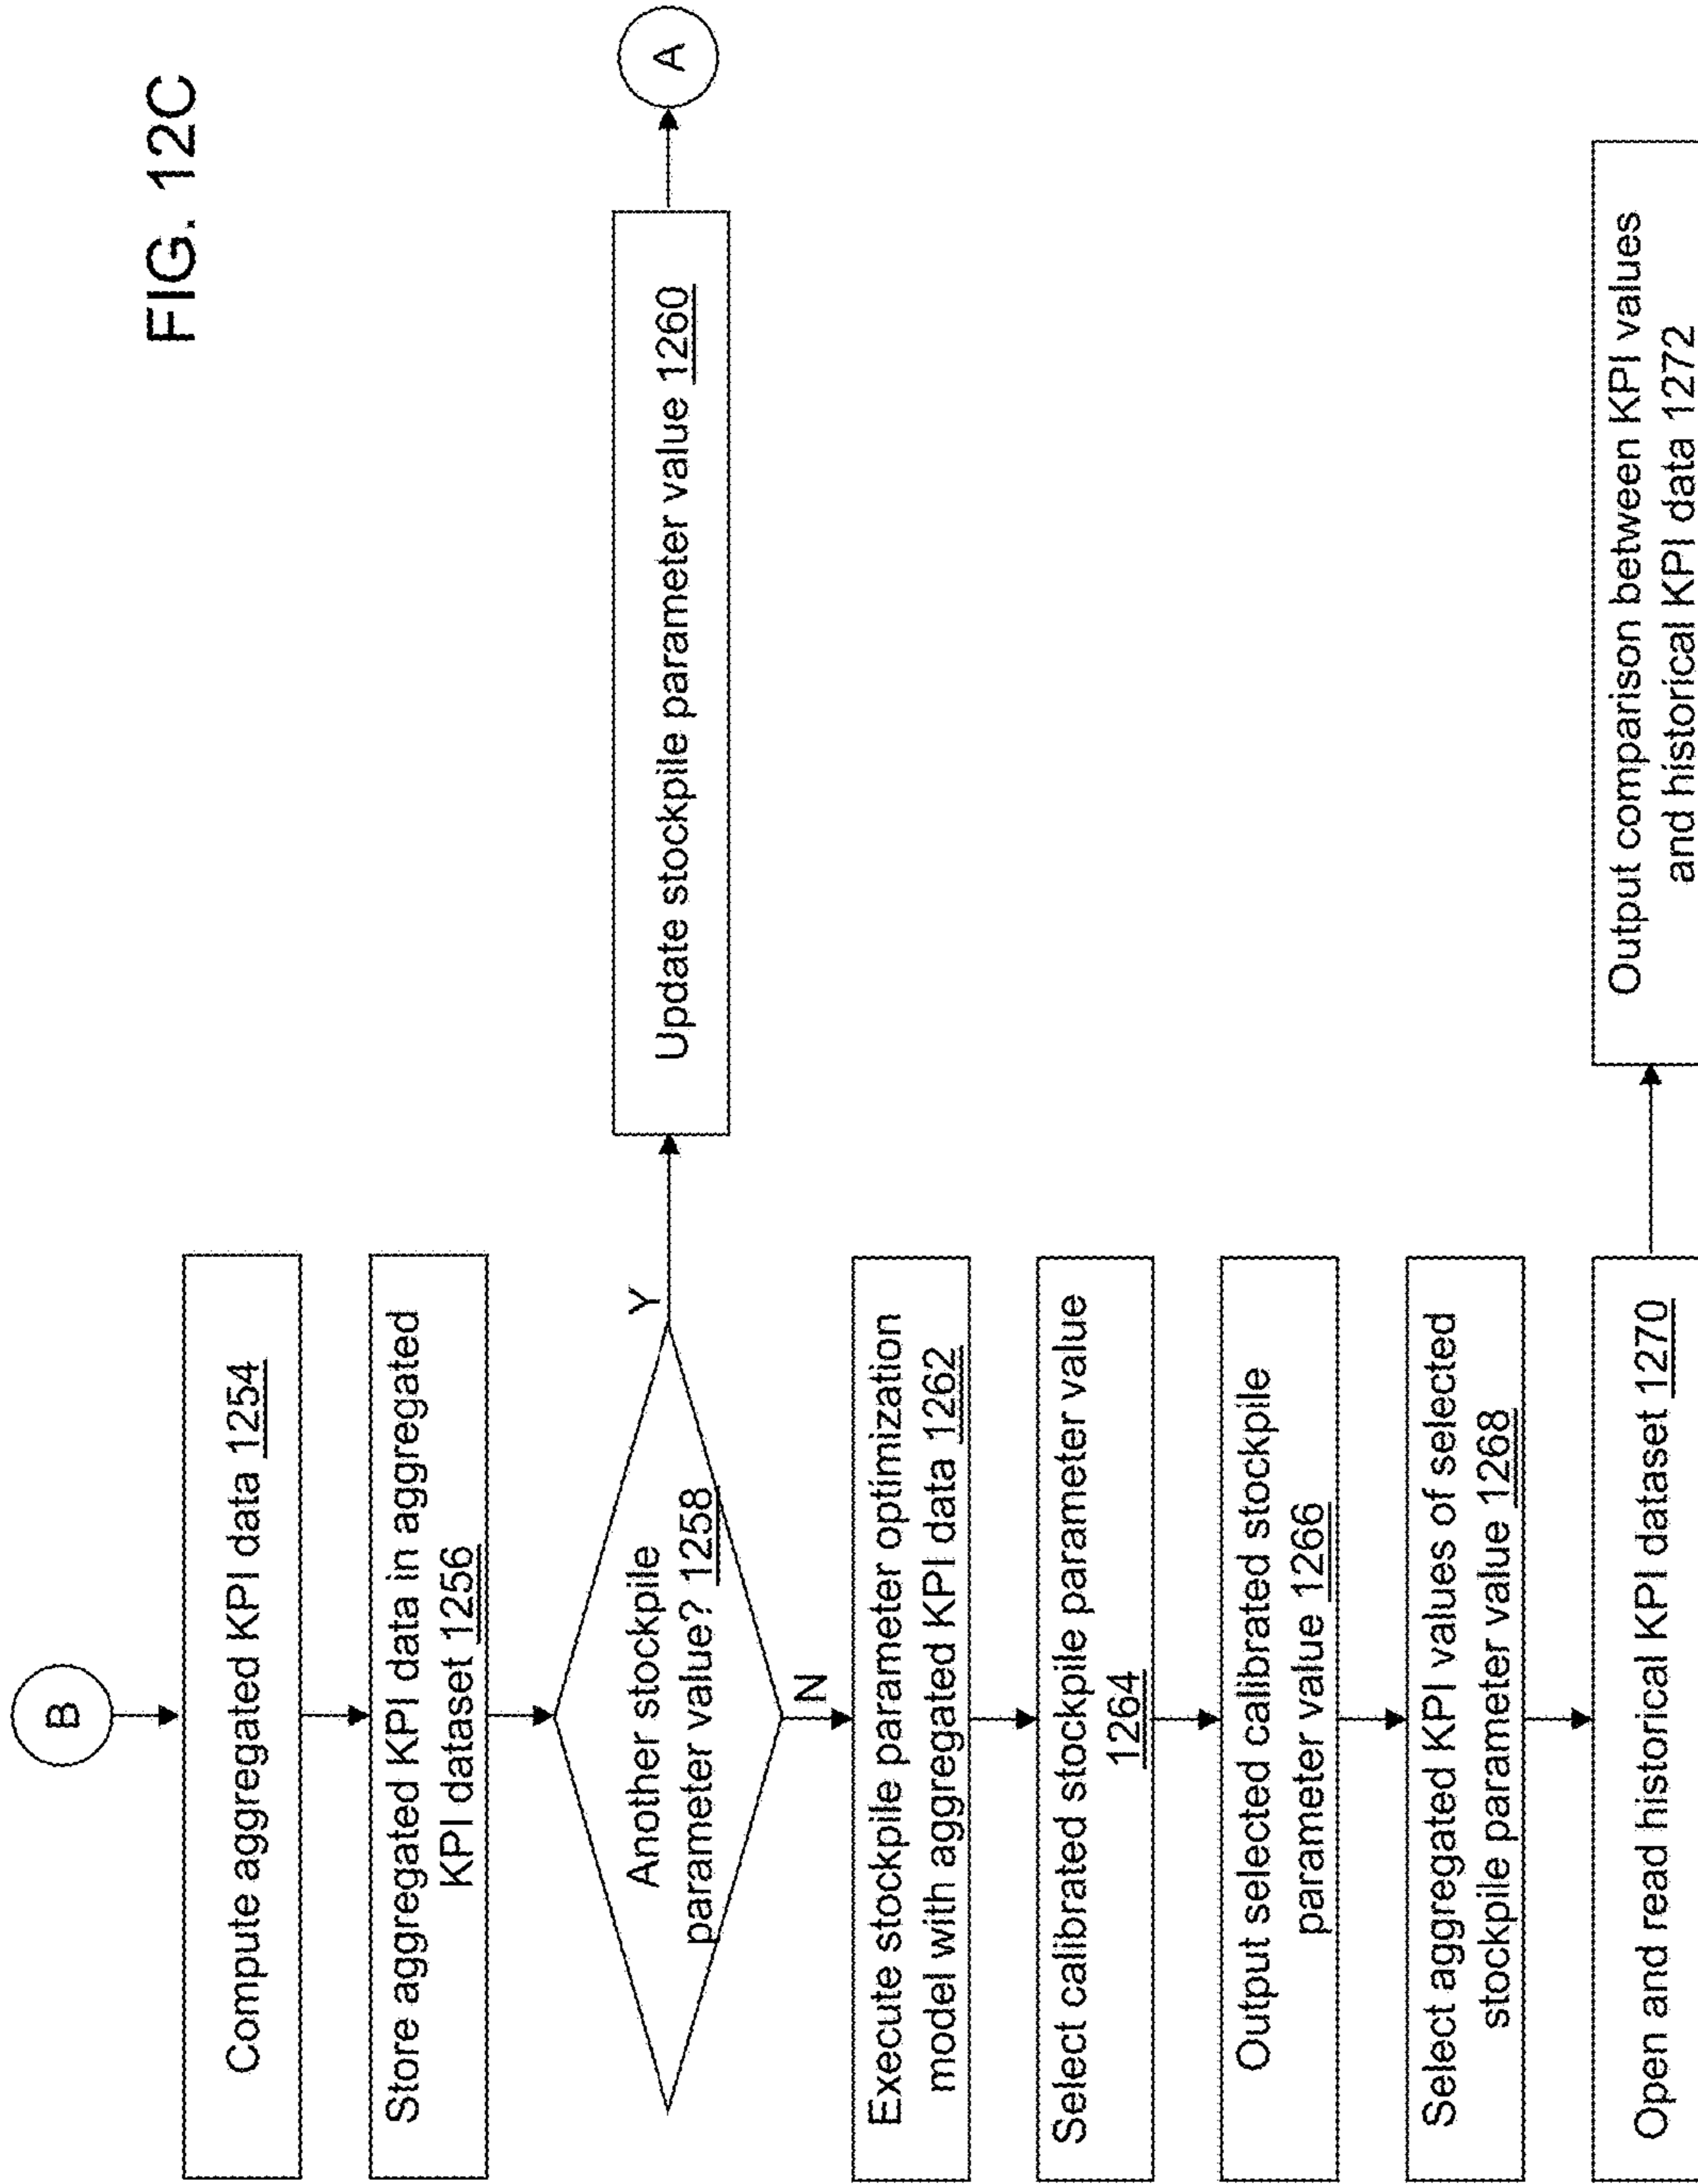 FIG. 12C
B
Compute aggregated KPI data 1254
Store aggregated KPI data in aggregated
KPI dataset 1256
Another stockpile
parameter value? 1258
Y
Update stockpile parameter value 1260
A
N
Execute stockpile parameter optimization
model with aggregated KPI data 1262
Select calibrated stockpile parameter value
1264
Output selected calibrated stockpile
parameter value 1266
Select aggregated KPI values of selected
stockpile parameter value 1268
Open and read historical KPI dataset 1270
Output comparison between KPI values
and historical KPI data 1272